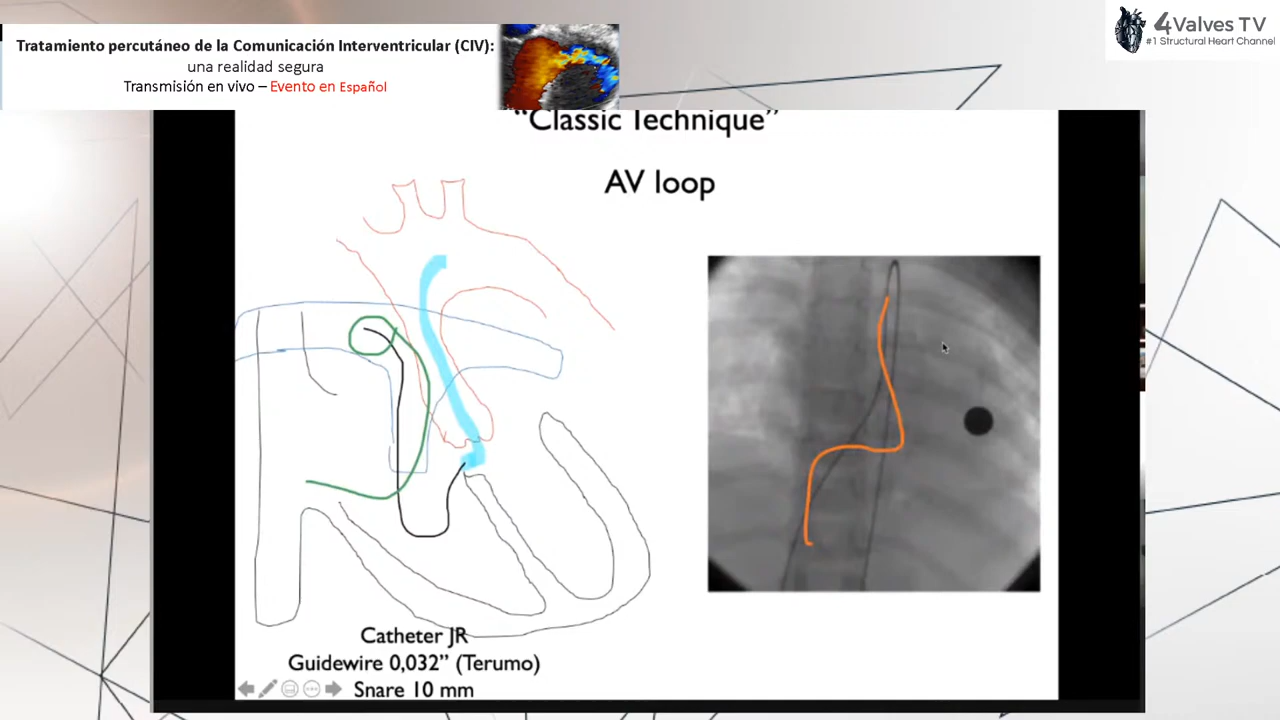 Tratamiento percutáneo de la Comunicación Interventricular (CIV):
una realidad segura
Transmisión en vivo – Evento en Español
4Valves TV
#1 Structural Heart Channel
"Classic Technique"
AV loop
Catheter JR
Guidewire 0,032" (Terumo)
Snare 10 mm